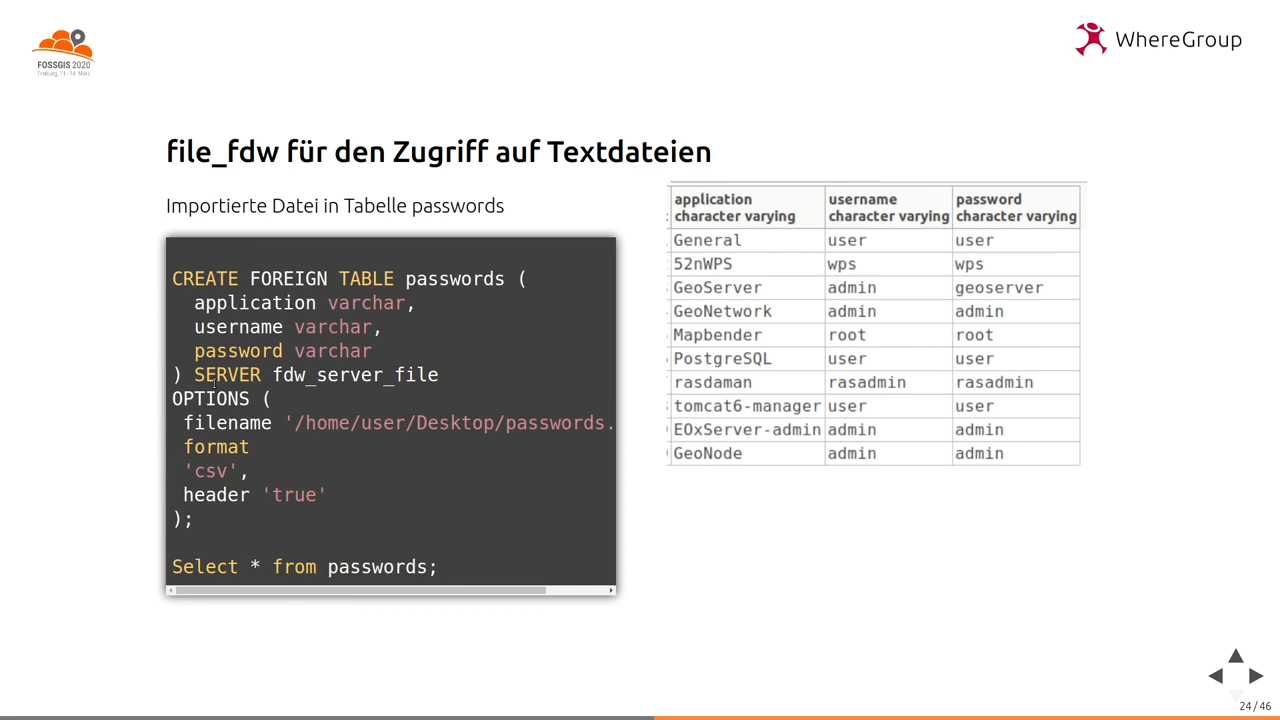 FOSSGIS 2020
Freiburg, 11.-14. März
WhereGroup
file_fdw für den Zugriff auf Textdateien
Importierte Datei in Tabelle passwords
CREATE FOREIGN TABLE passwords (
application varchar,
username varchar,
password varchar
) SERVER fdw_server_file
OPTIONS (
filename '/home/user/Desktop/passwords.
format
'csv',
header 'true'
);
Select * from passwords;
application username password
character varying character varying character varying
General user user
52nWPS wps wps
GeoServer admin geoserver
GeoNetwork admin admin
Mapbender root root
PostgreSQL user user
rasdaman rasadmin rasadmin
tomcat6-manager user user
EOxServer-admin admin admin
GeoNode admin admin
24 / 46